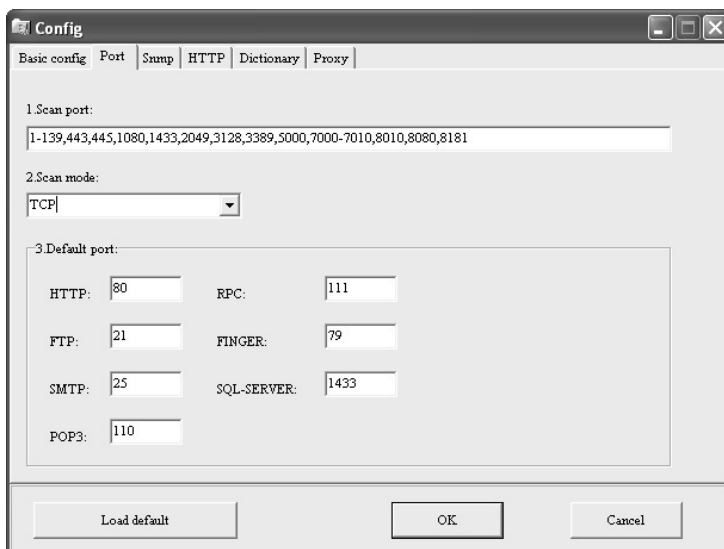 Config
Basic config Port Snmp HTTP Dictionary Proxy
1.Scan port:
1-139,443,445,1080,1433,2049,3128,3389,5000,7000-7010,8010,8080,8181
2.Scan mode:
TCP
3.Default port:
HTTP: 80 RPC: 111
FTP: 21 FINGER: 79
SMTP: 25 SQL-SERVER: 1433
POP3: 110
Load default OK Cancel